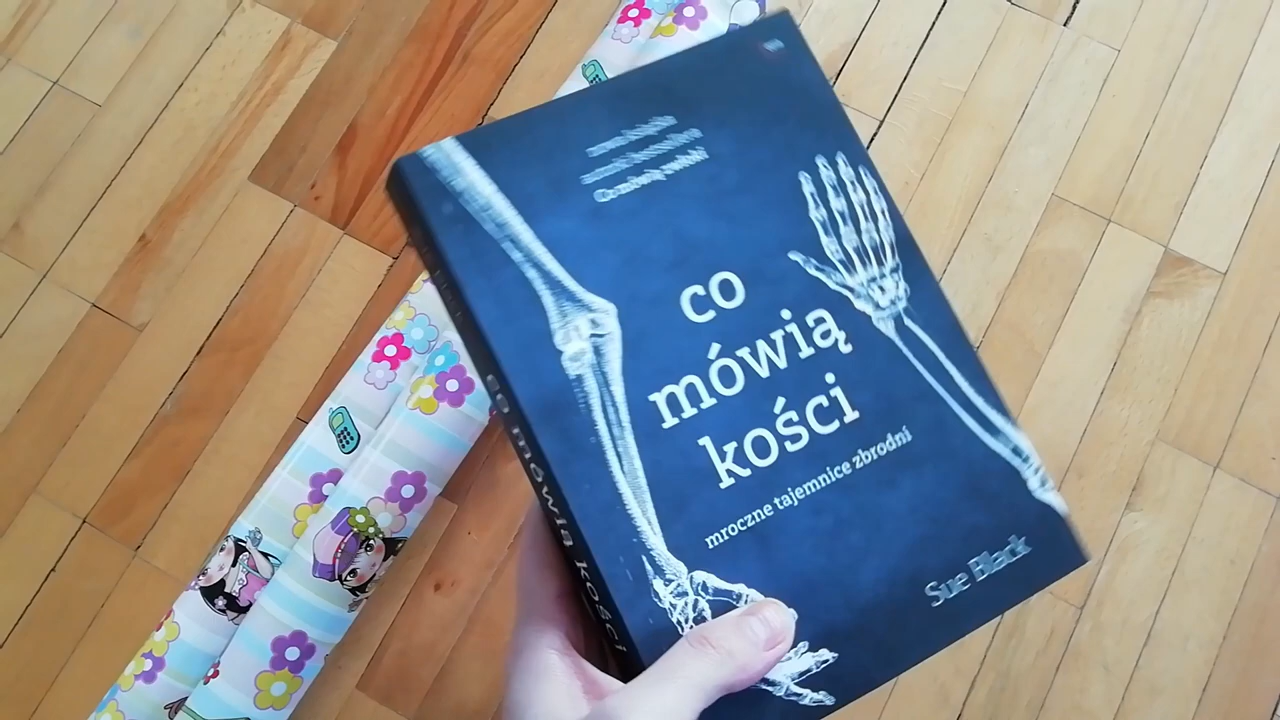 co
mówią
kości
mroczne tajemnice zbrodni
Sue Black
co mówią kości